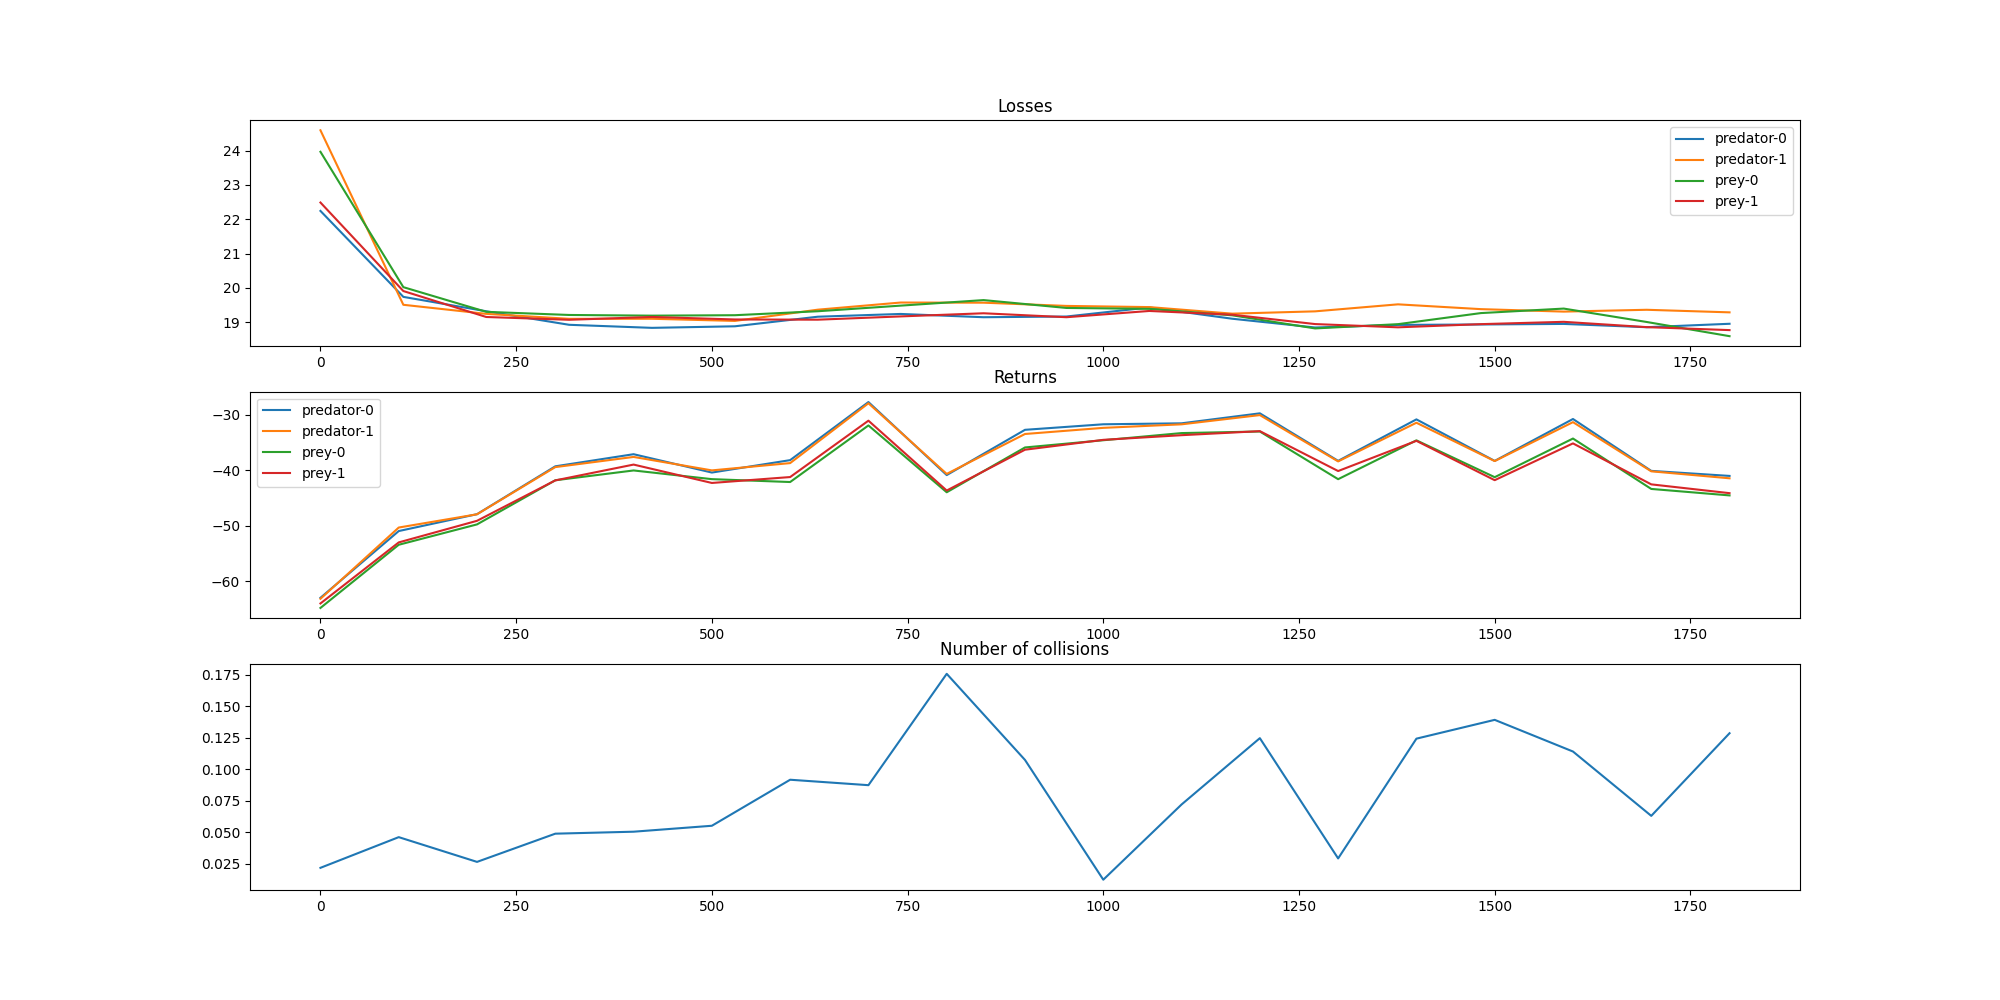 Losses
24
23
22
21
20
19
predator-0
predator-1
prey-0
prey-1
0 250 500 750 1000 1250 1500 1750
Returns
−30
−40
−50
−60
predator-0
predator-1
prey-0
prey-1
0 250 500 750 1000 1250 1500 1750
Number of collisions
0.175
0.150
0.125
0.100
0.075
0.050
0.025
0 250 500 750 1000 1250 1500 1750